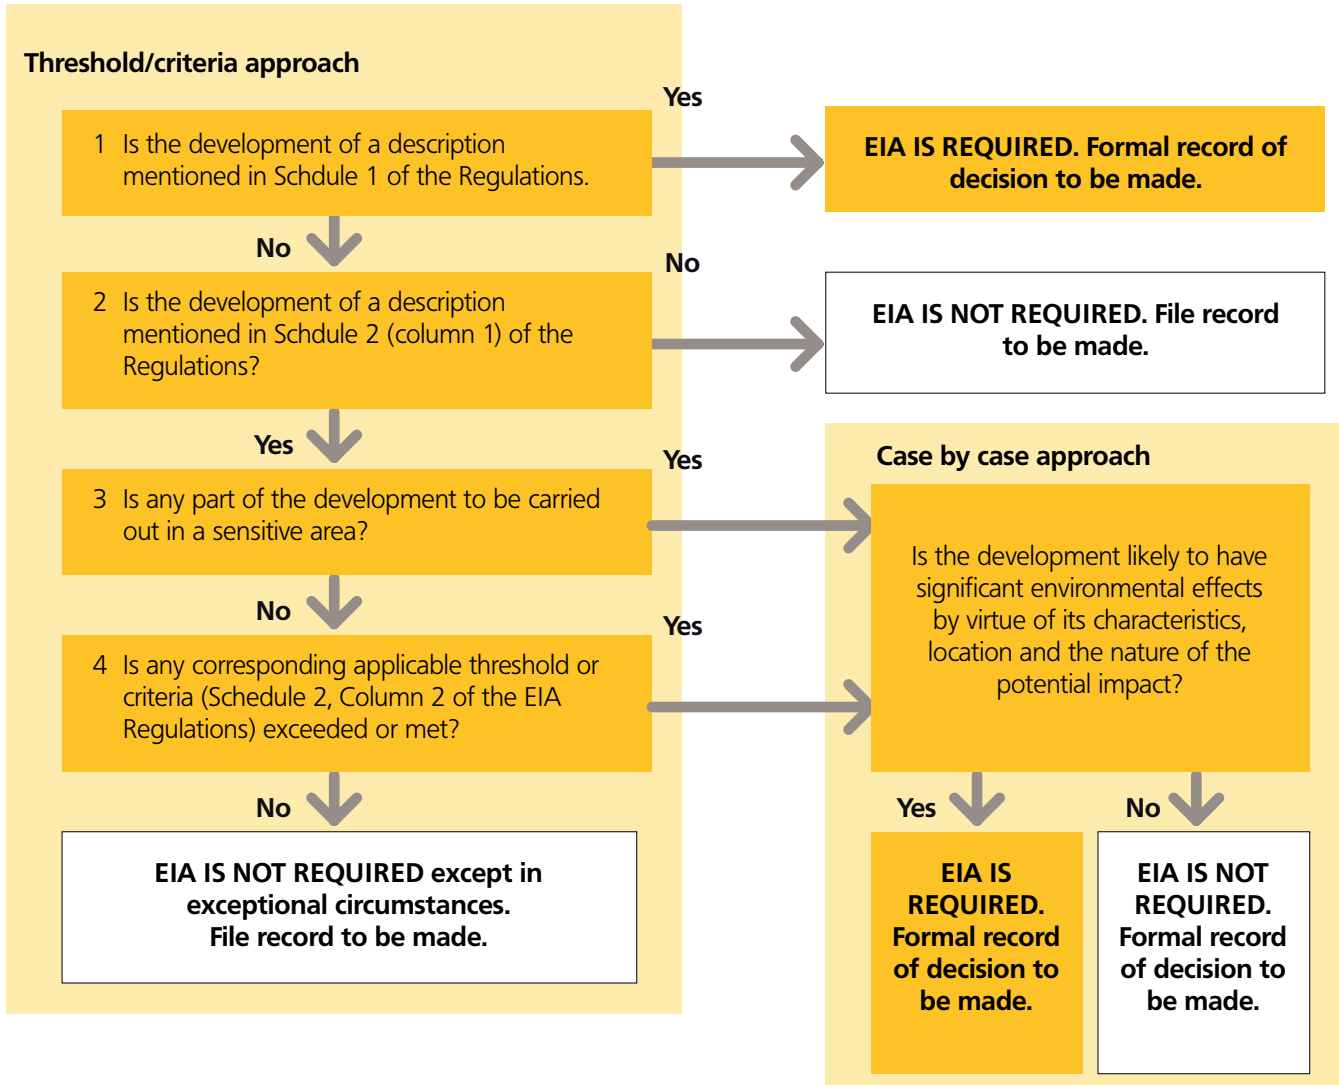 Threshold/criteria approach
Yes
1 Is the development of a description
mentioned in Schdule 1 of the Regulations.
EIA IS REQUIRED. Formal record of
decision to be made.
No
No
2 Is the development of a description
mentioned in Schdule 2 (column 1) of the
Regulations?
EIA IS NOT REQUIRED. File record
to be made.
Yes
Yes
3 Is any part of the development to be carried
out in a sensitive area?
No
Yes
4 Is any corresponding applicable threshold or
criteria (Schedule 2, Column 2 of the EIA
Regulations) exceeded or met?
No
EIA IS NOT REQUIRED except in
exceptional circumstances.
File record to be made.
Case by case approach
Is the development likely to have
significant environmental effects
by virtue of its characteristics,
location and the nature of the
potential impact?
Yes
EIA IS
REQUIRED.
Formal record
of decision to
be made.
No
EIA IS NOT
REQUIRED.
Formal record
of decision to
be made.